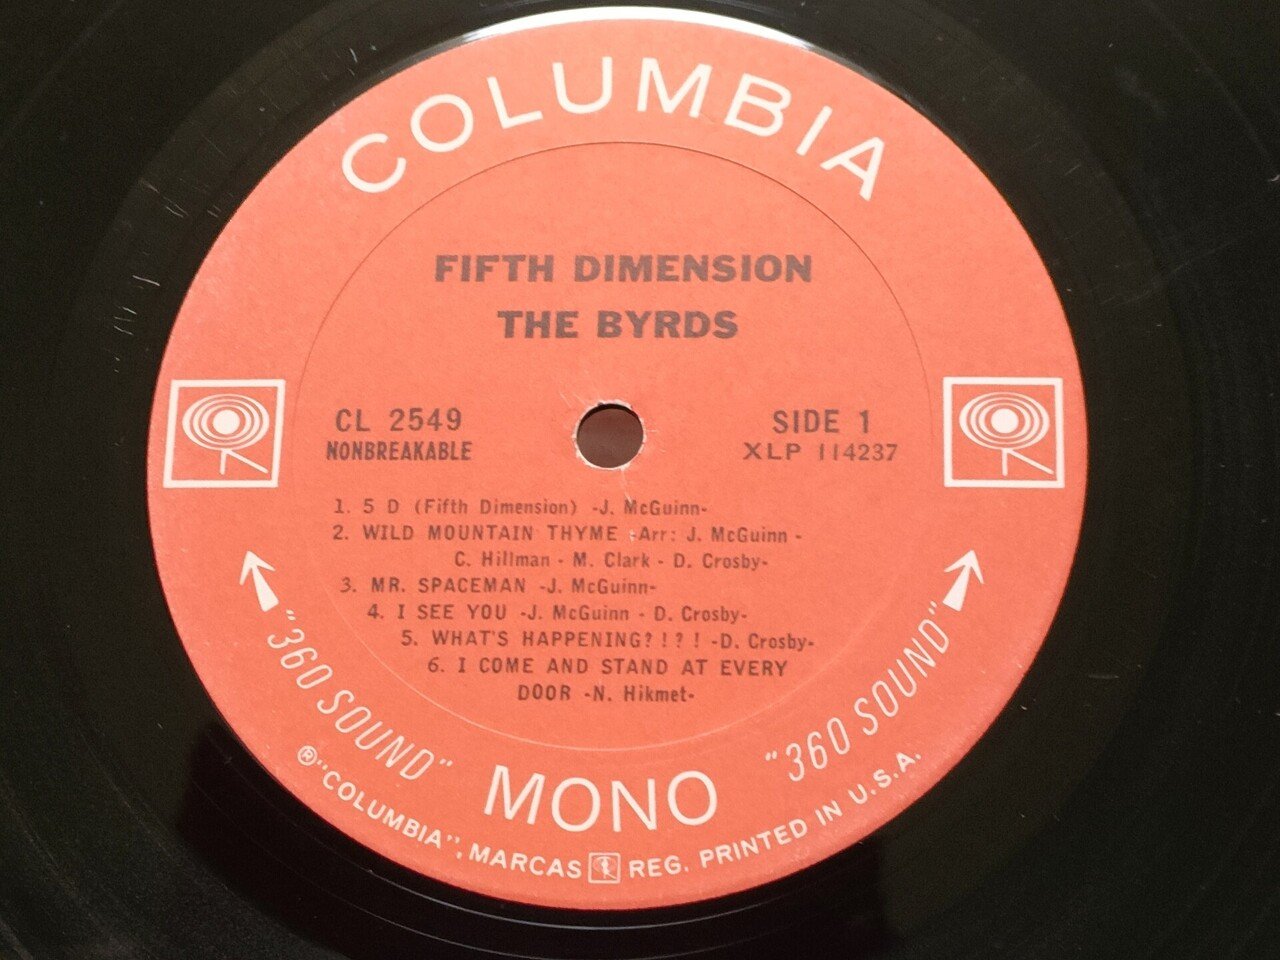 COLUMBIA
FIFTH DIMENSION
THE BYRDS
CL 2549
NONBREAKABLE
SIDE 1
XLP 114237
1. 5 D (Fifth Dimension) -J. McGuinn-
2. WILD MOUNTAIN THYME -Arr: J. McGuinn -
C. Hillman - M. Clark - D. Crosby-
3. MR. SPACEMAN -J. McGuinn-
4. I SEE YOU -J. McGuinn - D. Crosby-
5. WHAT'S HAPPENING?!?! -D. Crosby-
6. I COME AND STAND AT EVERY
DOOR -N. Hikmet-
"360 SOUND"
MONO
"360 SOUND"
®"COLUMBIA", MARCAS REG. PRINTED IN U.S.A.